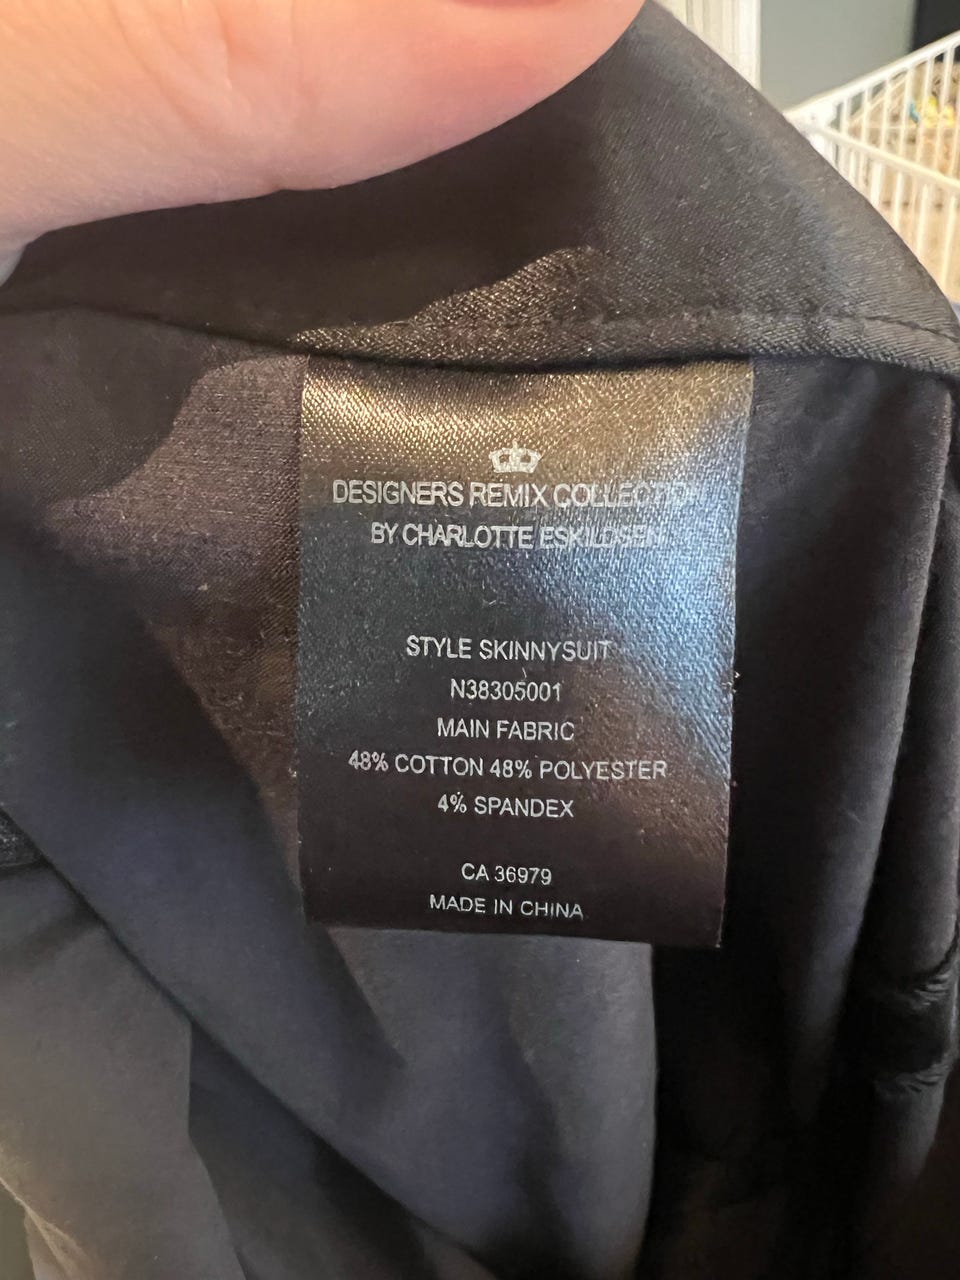 DESIGNERS REMIX COLLECTION
BY CHARLOTTE ESKILDSEN
STYLE SKINNYSUIT
N38305001
MAIN FABRIC
48% COTTON 48% POLYESTER
4% SPANDEX
CA 36979
MADE IN CHINA